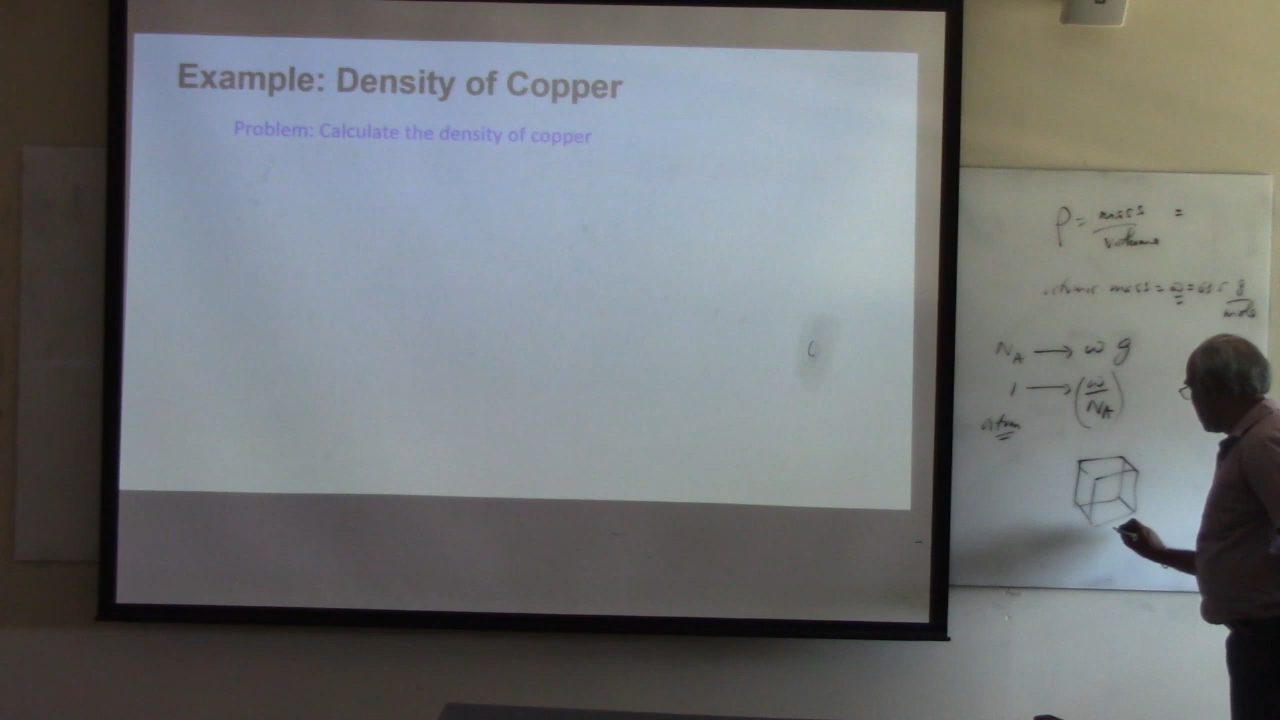 Example: Density of Copper
Problem: Calculate the density of copper
ρ = mass / volume =
atomic mass = ω = 63.5 g / mole
N_A → ω g
1 → (ω / N_A)
atom